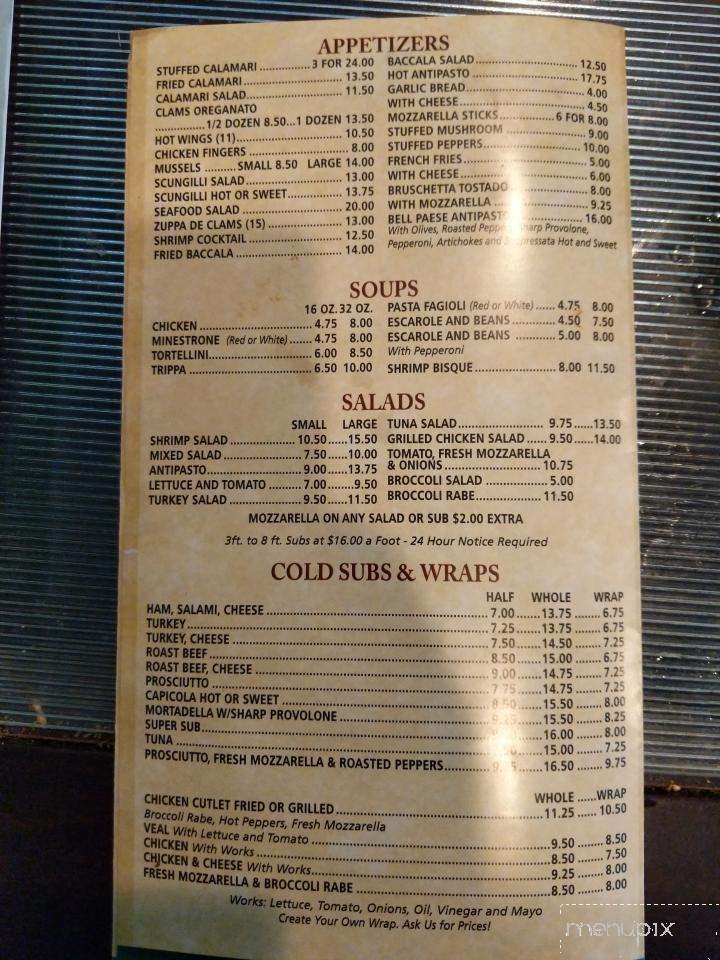 APPETIZERS
STUFFED CALAMARI ............... 3 FOR 24.00
FRIED CALAMARI .............. 13.50
CALAMARI SALAD .............. 11.50
CLAMS OREGANATO
..............1/2 DOZEN 8.50...1 DOZEN 13.50
HOT WINGS (11) .............. 10.50
CHICKEN FINGERS .............. 8.00
MUSSELS ......... SMALL 8.50 LARGE 14.00
SCUNGILLI SALAD .............. 13.00
SCUNGILLI HOT OR SWEET .............. 13.75
SEAFOOD SALAD .............. 20.00
ZUPPA DE CLAMS (15) .............. 13.00
SHRIMP COCKTAIL .............. 12.50
FRIED BACCALA .............. 14.00
BACCALA SALAD .............. 12.50
HOT ANTIPASTO .............. 17.75
GARLIC BREAD .............. 4.00
WITH CHEESE .............. 4.50
MOZZARELLA STICKS .............. 6 FOR 8.00
STUFFED MUSHROOM .............. 9.00
STUFFED PEPPERS .............. 10.00
FRENCH FRIES .............. 5.00
WITH CHEESE .............. 6.00
BRUSCHETTA TOSTADO .............. 8.00
WITH MOZZARELLA .............. 9.25
BELL PAESE ANTIPASTO .............. 16.00
With Olives, Roasted Peppers, Sharp Provolone,
Pepperoni, Artichokes and Sopressata Hot and Sweet
SOUPS
16 OZ. 32 OZ.
CHICKEN .............. 4.75 8.00
MINESTRONE (Red or White) ....... 4.75 8.00
TORTELLINI .............. 6.00 8.50
TRIPPA .............. 6.50 10.00
PASTA FAGIOLI (Red or White) ...... 4.75 8.00
ESCAROLE AND BEANS ............ 4.50 7.50
ESCAROLE AND BEANS ............ 5.00 8.00
With Pepperoni
SHRIMP BISQUE .............. 8.00 11.50
SALADS
SMALL LARGE
SHRIMP SALAD .............. 10.50......15.50
MIXED SALAD .............. 7.50......10.00
ANTIPASTO .............. 9.00......13.75
LETTUCE AND TOMATO ......... 7.00........9.50
TURKEY SALAD .............. 9.50......11.50
TUNA SALAD .............. 9.75......13.50
GRILLED CHICKEN SALAD ...... 9.50......14.00
TOMATO, FRESH MOZZARELLA
& ONIONS .............. 10.75
BROCCOLI SALAD .............. 5.00
BROCCOLI RABE .............. 11.50
MOZZARELLA ON ANY SALAD OR SUB $2.00 EXTRA
3ft. to 8 ft. Subs at $16.00 a Foot - 24 Hour Notice Required
COLD SUBS & WRAPS
HALF WHOLE WRAP
HAM, SALAMI, CHEESE .............. 7.00.......13.75........6.75
TURKEY .............. 7.25.......13.75........6.75
TURKEY, CHEESE .............. 7.50.......14.50........7.25
ROAST BEEF .............. 8.50.......15.00........6.75
ROAST BEEF, CHEESE .............. 9.00.......14.75........7.25
PROSCIUTTO .............. 7.75.......14.75........7.25
CAPICOLA HOT OR SWEET .............. 8.50.......15.50........8.00
MORTADELLA W/SHARP PROVOLONE .............. 15.50........8.25
SUPER SUB .............. 16.00........8.00
TUNA .............. 15.00........7.25
PROSCIUTTO, FRESH MOZZARELLA & ROASTED PEPPERS .............. 16.50........9.75
WHOLE ......WRAP
CHICKEN CUTLET FRIED OR GRILLED .............. 11.25........10.50
Broccoli Rabe, Hot Peppers, Fresh Mozzarella
VEAL With Lettuce and Tomato .............. 9.50........8.50
CHICKEN With Works .............. 8.50........7.50
CHICKEN & CHEESE With Works .............. 9.25........8.00
FRESH MOZZARELLA & BROCCOLI RABE .............. 8.50........8.00
Works: Lettuce, Tomato, Onions, Oil, Vinegar and Mayo
Create Your Own Wrap. Ask Us for Prices!
menupix